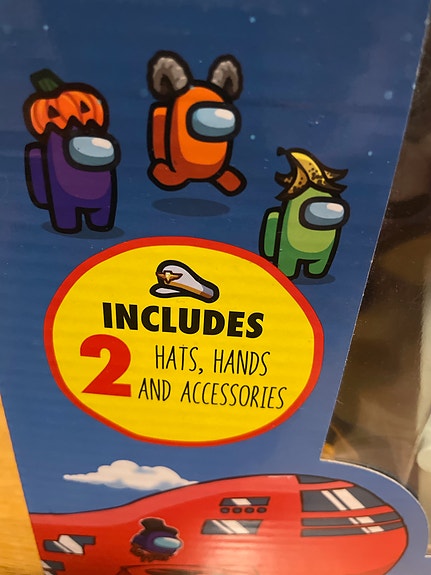 INCLUDES
2 HATS, HANDS
AND ACCESSORIES